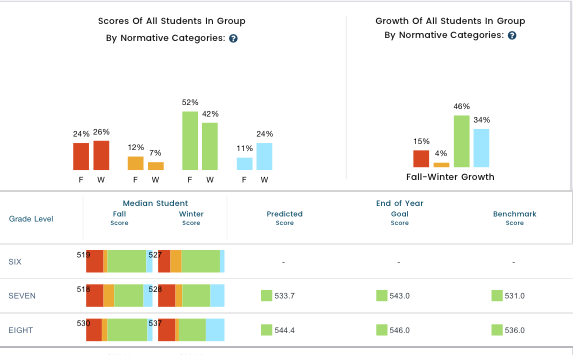 Scores Of All Students In Group
By Normative Categories: ?
24% 26% 12% 7% 52% 42% 11% 24%
F W F W F W F W
Growth Of All Students In Group
By Normative Categories: ?
15% 4% 46% 34%
Fall-Winter Growth
Grade Level
Median Student
Fall Score
Winter Score
End of Year
Predicted Score
Goal Score
Benchmark Score
SIX 519 527 - - -
SEVEN 518 528 533.7 543.0 531.0
EIGHT 530 537 544.4 546.0 536.0